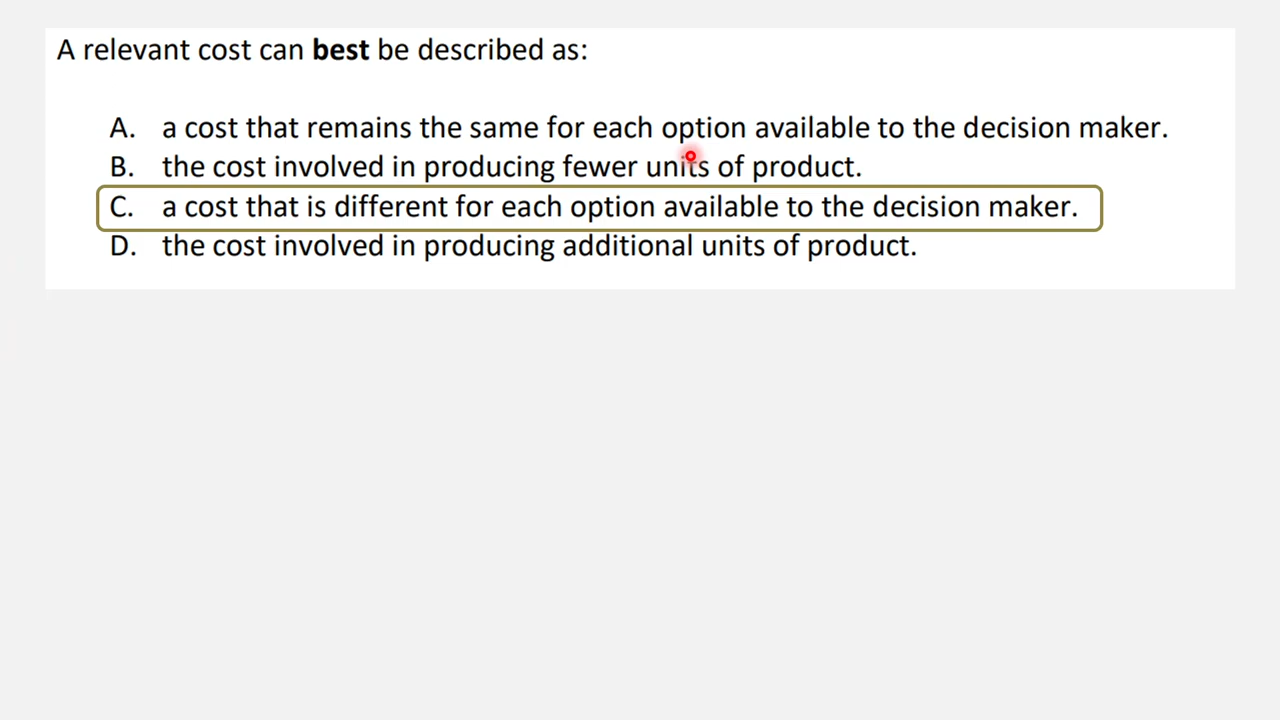 A relevant cost can best be described as:
A. a cost that remains the same for each option available to the decision maker.
B. the cost involved in producing fewer units of product.
C. a cost that is different for each option available to the decision maker.
D. the cost involved in producing additional units of product.